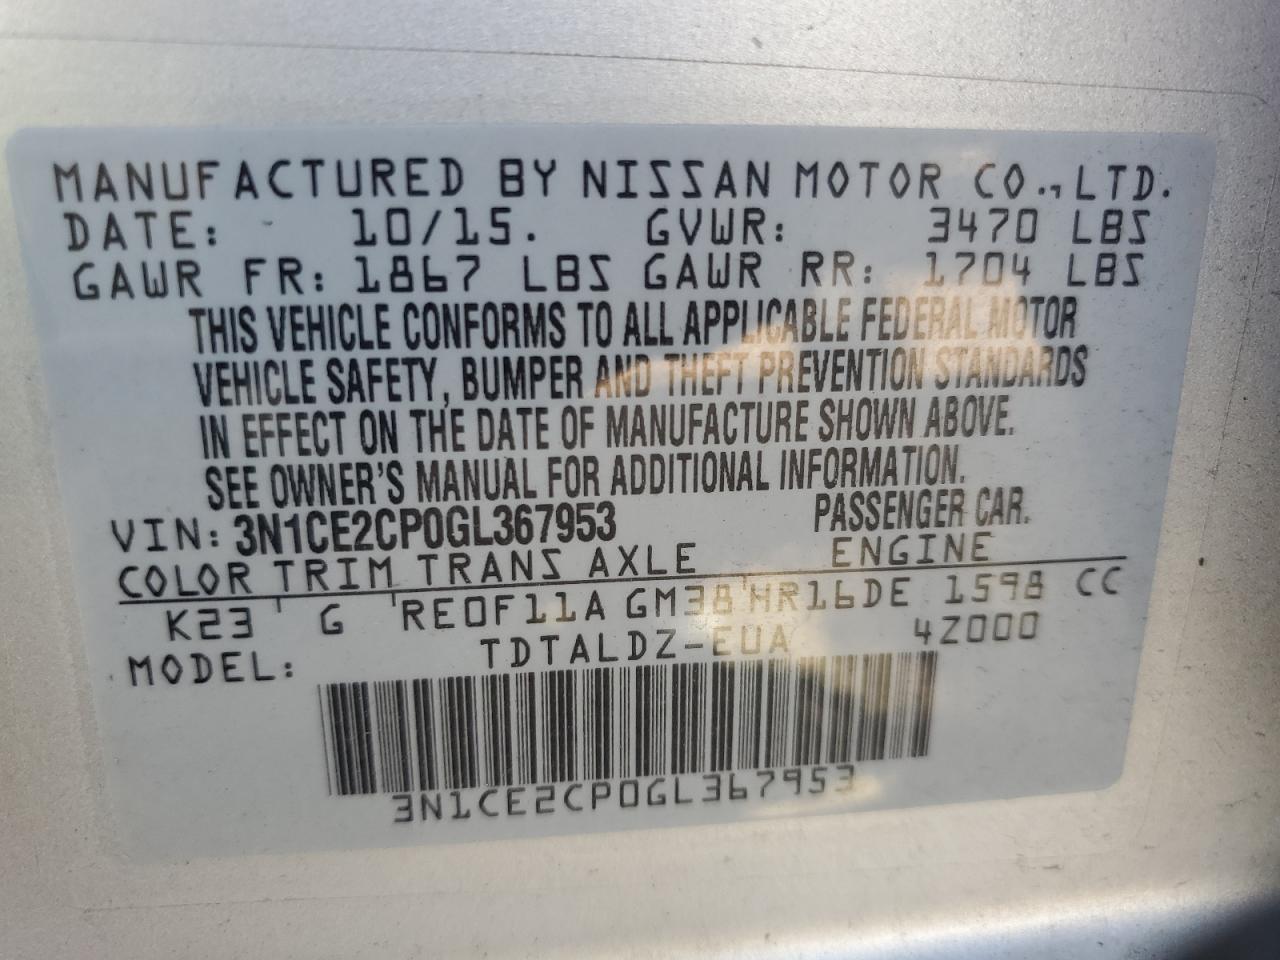 MANUFACTURED BY NISSAN MOTOR CO., LTD.
DATE: 10/15. GVWR: 3470 LBS
GAWR FR: 1867 LBS GAWR RR: 1704 LBS
THIS VEHICLE CONFORMS TO ALL APPLICABLE FEDERAL MOTOR
VEHICLE SAFETY, BUMPER AND THEFT PREVENTION STANDARDS
IN EFFECT ON THE DATE OF MANUFACTURE SHOWN ABOVE.
SEE OWNER'S MANUAL FOR ADDITIONAL INFORMATION.
VIN: 3N1CE2CP0GL367953 PASSENGER CAR.
COLOR TRIM TRANS AXLE ENGINE
K23 G RE0F11A GM38 HR16DE 1598 CC
MODEL: TDTALDZ-EUA 4Z000
3N1CE2CP0GL367953